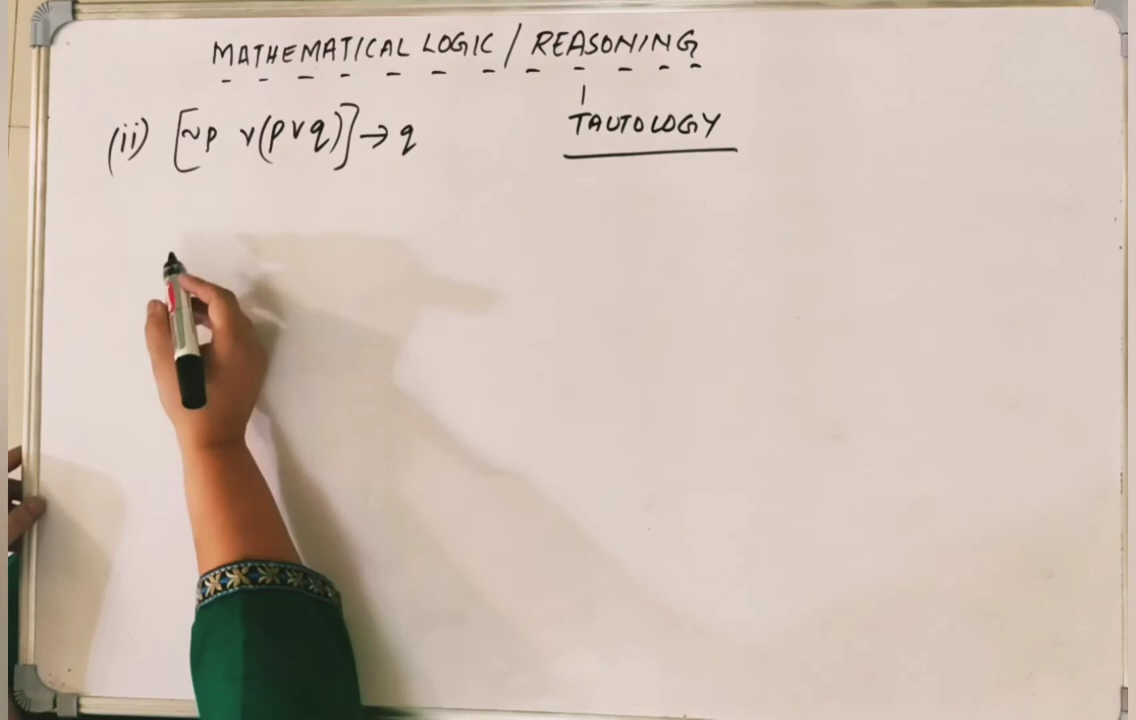 MATHEMATICAL LOGIC / REASONING
TAUTOLOGY
(ii) [~p ∨(p∨q)]→q